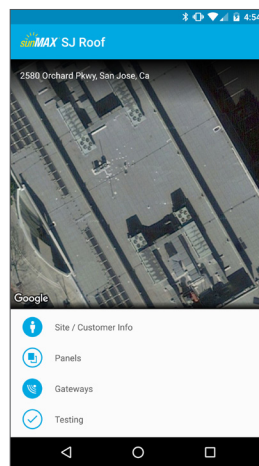 4:54
sunMAX SJ Roof
2580 Orchard Pkwy, San Jose, Ca
Google
Site / Customer Info
Panels
Gateways
Testing